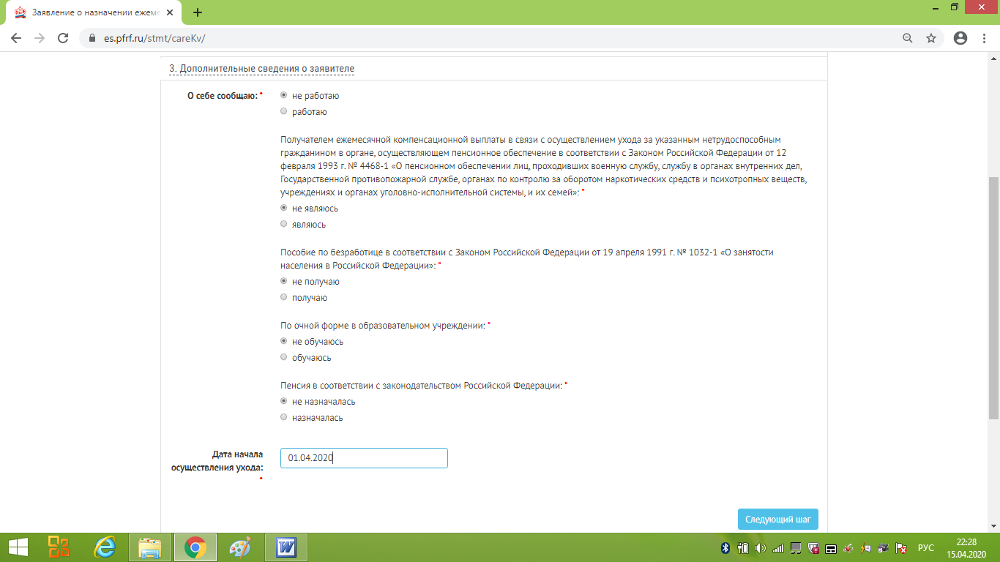 Заявление о назначении ежеме
es.pfrf.ru/stmt/careKv/
3. Дополнительные сведения о заявителе
О себе сообщаю: *
не работаю
работаю
Получателем ежемесячной компенсационной выплаты в связи с осуществлением ухода за указанным нетрудоспособным
гражданином в органе, осуществляющем пенсионное обеспечение в соответствии с Законом Российской Федерации от 12
февраля 1993 г. № 4468-1 «О пенсионном обеспечении лиц, проходивших военную службу, службу в органах внутренних дел,
Государственной противопожарной службе, органах по контролю за оборотом наркотических средств и психотропных веществ,
учреждениях и органах уголовно-исполнительной системы, и их семей»: *
не являюсь
являюсь
Пособие по безработице в соответствии с Законом Российской Федерации от 19 апреля 1991 г. № 1032-1 «О занятости
населения в Российской Федерации»: *
не получаю
получаю
По очной форме в образовательном учреждении: *
не обучаюсь
обучаюсь
Пенсия в соответствии с законодательством Российской Федерации: *
не назначалась
назначалась
Дата начала
осуществления ухода:
*
01.04.2020
Следующий шаг
РУС
22:28
15.04.2020